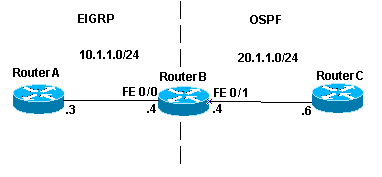 EIGRP
OSPF
10.1.1.0/24
20.1.1.0/24
Router A
Router B
Router C
FE 0/0
FE 0/1
.3
.4
.4
.6